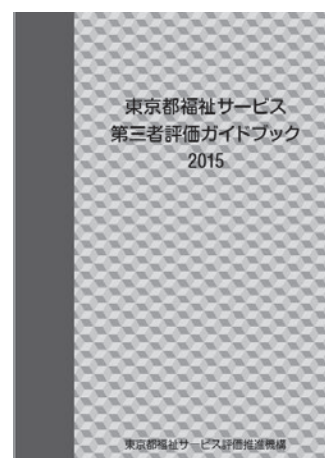 東京都福祉サービス
第三者評価ガイドブック
2015
東京都福祉サービス評価推進機構